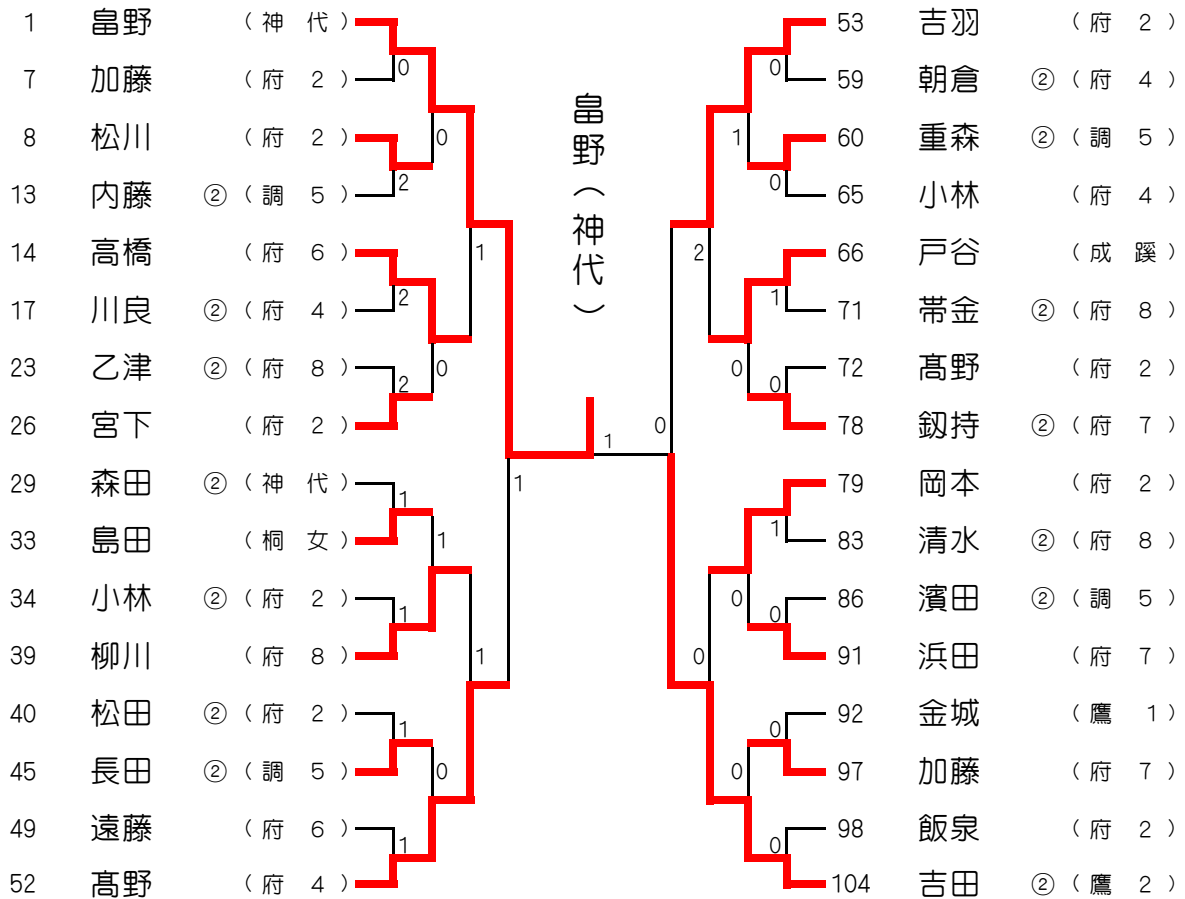 1 畠野 (神 代)
7 加藤 (府 2)
8 松川 (府 2)
13 内藤 ② (調 5)
14 高橋 (府 6)
17 川良 ② (府 4)
23 乙津 ② (府 8)
26 宮下 (府 2)
29 森田 ② (神 代)
33 島田 (桐 女)
34 小林 ② (府 2)
39 柳川 (府 8)
40 松田 ② (府 2)
45 長田 ② (調 5)
49 遠藤 (府 6)
52 髙野 (府 4)
0
2
2
2
1
1
1
1
0
0
1
0
1
1
1
畠野(神代)
1
0
2
0
1
0
0
0
1
0
0
0
0
1
0
0
53 吉羽 (府 2)
59 朝倉 ② (府 4)
60 重森 ② (調 5)
65 小林 (府 4)
66 戸谷 (成 蹊)
71 帯金 ② (府 8)
72 髙野 (府 2)
78 釼持 ② (府 7)
79 岡本 (府 2)
83 清水 ② (府 8)
86 濱田 ② (調 5)
91 浜田 (府 7)
92 金城 (鷹 1)
97 加藤 (府 7)
98 飯泉 (府 2)
104 吉田 ② (鷹 2)